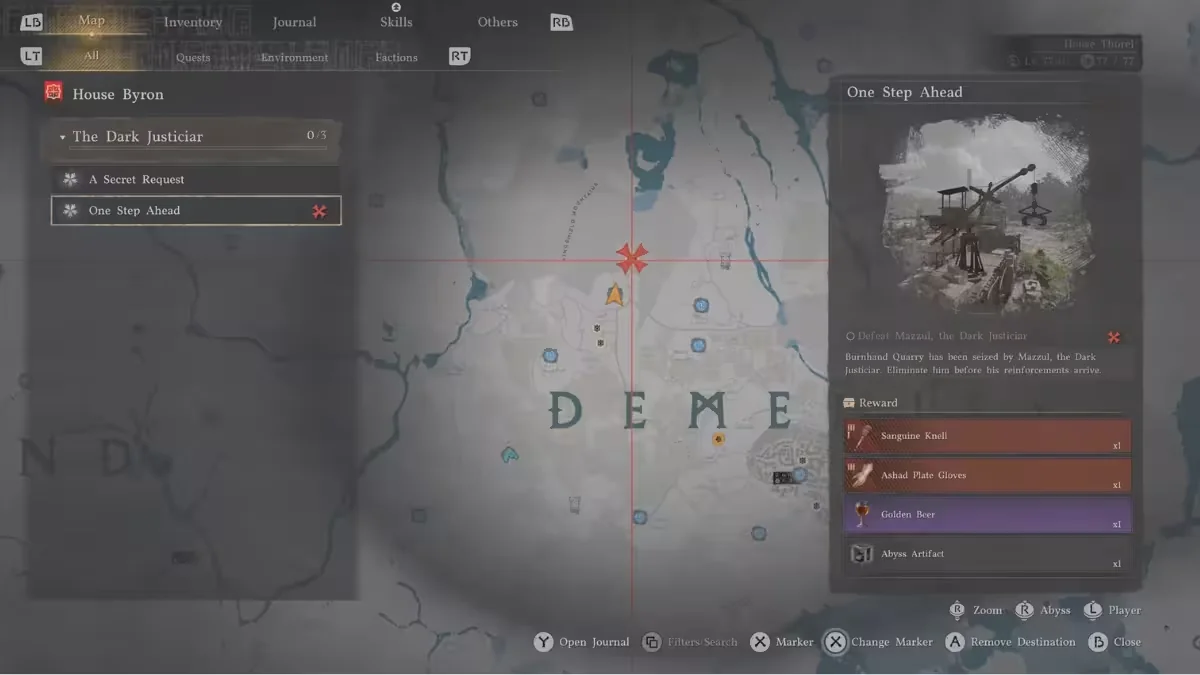 LB Map Inventory Journal Skills Others RB
LT All Quests Environment Factions RT
House Thorel
House Byron
The Dark Justiciar 0/3
A Secret Request
One Step Ahead
One Step Ahead
D E M E
N D
Defeat Mazzul, the Dark Justiciar
Burnhand Quarry has been seized by Mazzul, the Dark
Justiciar. Eliminate him before his reinforcements arrive.
Reward
III
Sanguine Knell
x1
III
Ashad Plate Gloves
x1
Golden Beer
x1
Abyss Artifact
x1
R Zoom R Abyss L Player
Y Open Journal Filters/Search X Marker X Change Marker A Remove Destination B Close